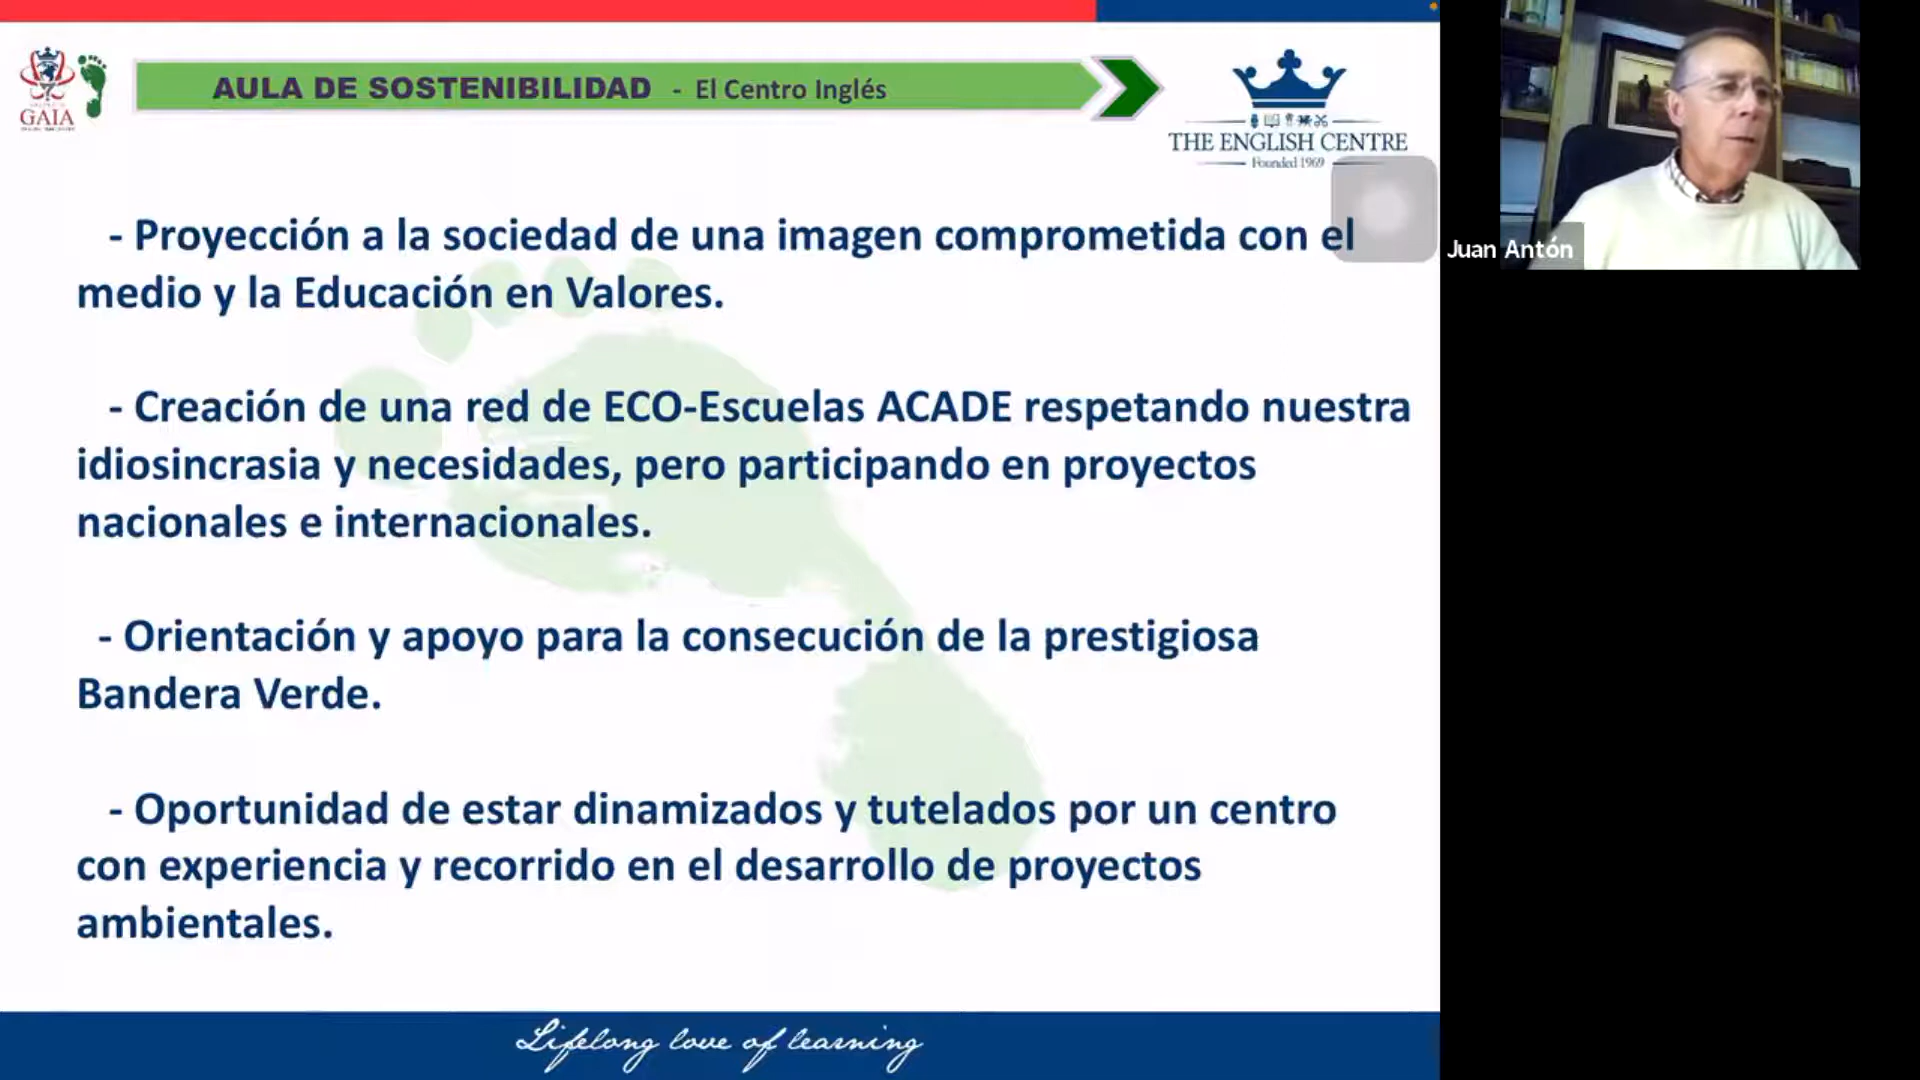 GAIA
AULA DE SOSTENIBILIDAD - El Centro Inglés
THE ENGLISH CENTRE
Founded 1969
Juan Antón
- Proyección a la sociedad de una imagen comprometida con el
medio y la Educación en Valores.
- Creación de una red de ECO-Escuelas ACADE respetando nuestra
idiosincrasia y necesidades, pero participando en proyectos
nacionales e internacionales.
- Orientación y apoyo para la consecución de la prestigiosa
Bandera Verde.
- Oportunidad de estar dinamizados y tutelados por un centro
con experiencia y recorrido en el desarrollo de proyectos
ambientales.
Lifelong love of learning